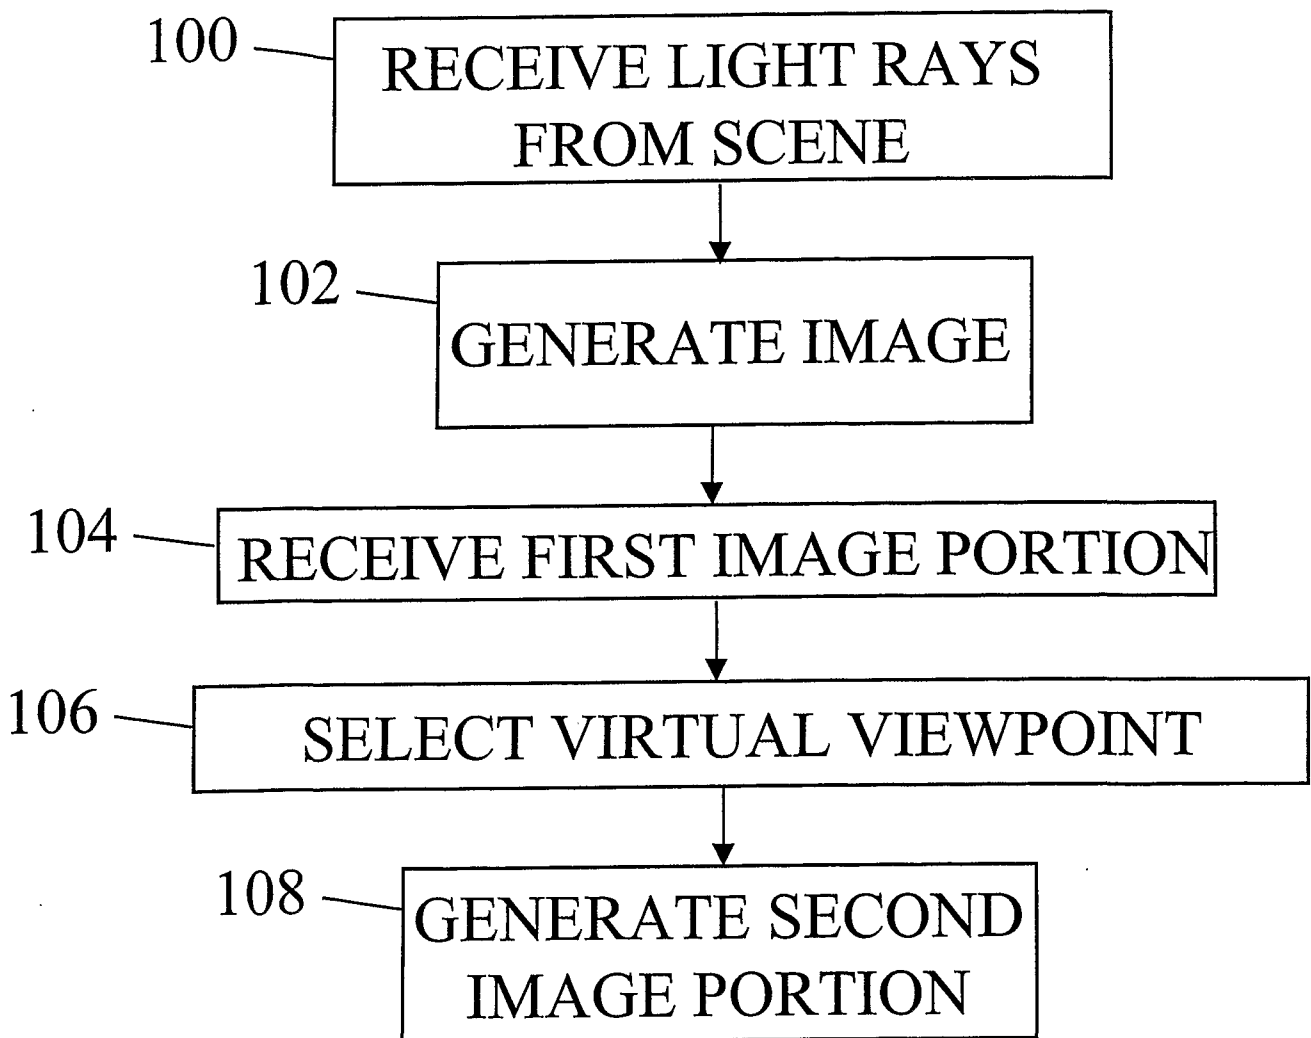 100
RECEIVE LIGHT RAYS
FROM SCENE
102
GENERATE IMAGE
104
RECEIVE FIRST IMAGE PORTION
106
SELECT VIRTUAL VIEWPOINT
108
GENERATE SECOND
IMAGE PORTION